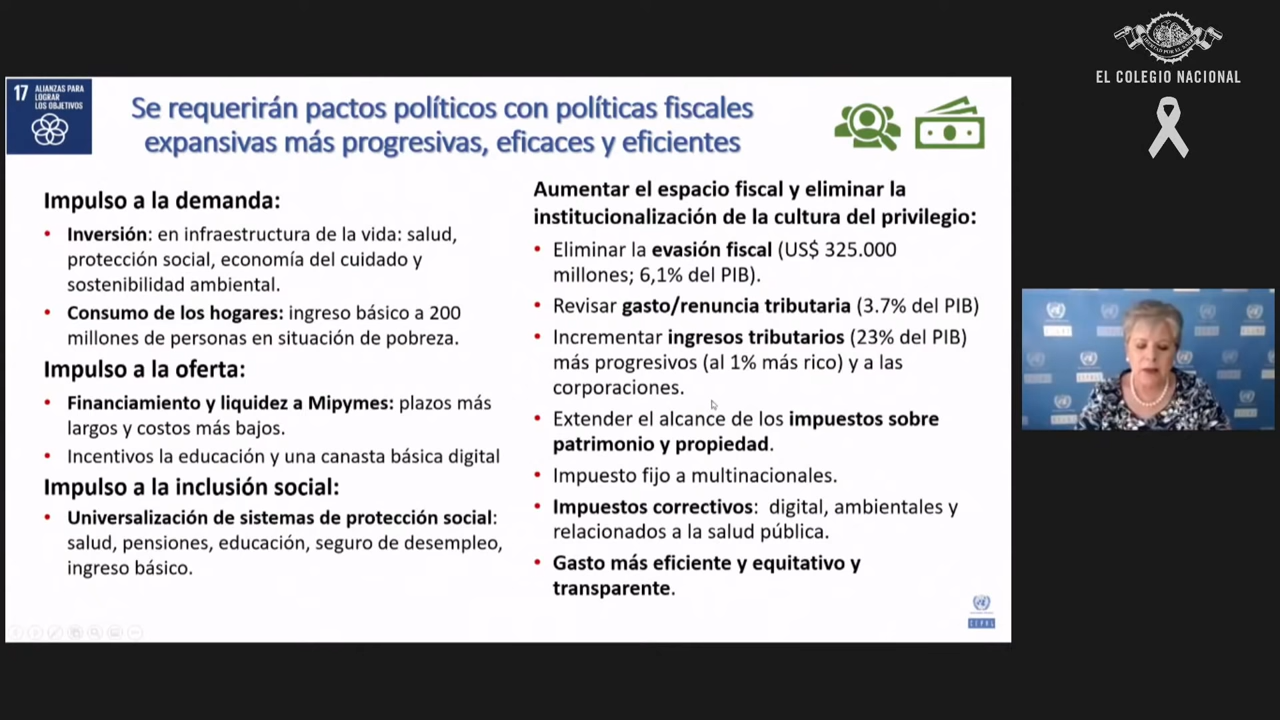 17 ALIANZAS PARA
LOGRAR
LOS OBJETIVOS
Se requerirán pactos políticos con políticas fiscales
expansivas más progresivas, eficaces y eficientes
Impulso a la demanda:
• Inversión: en infraestructura de la vida: salud,
protección social, economía del cuidado y
sostenibilidad ambiental.
• Consumo de los hogares: ingreso básico a 200
millones de personas en situación de pobreza.
Impulso a la oferta:
• Financiamiento y liquidez a Mipymes: plazos más
largos y costos más bajos.
• Incentivos la educación y una canasta básica digital
Impulso a la inclusión social:
• Universalización de sistemas de protección social:
salud, pensiones, educación, seguro de desempleo,
ingreso básico.
Aumentar el espacio fiscal y eliminar la
institucionalización de la cultura del privilegio:
• Eliminar la evasión fiscal (US$ 325.000
millones; 6,1% del PIB).
• Revisar gasto/renuncia tributaria (3.7% del PIB)
• Incrementar ingresos tributarios (23% del PIB)
más progresivos (al 1% más rico) y a las
corporaciones.
• Extender el alcance de los impuestos sobre
patrimonio y propiedad.
• Impuesto fijo a multinacionales.
• Impuestos correctivos: digital, ambientales y
relacionados a la salud pública.
• Gasto más eficiente y equitativo y
transparente.
CEPAL
EL COLEGIO NACIONAL